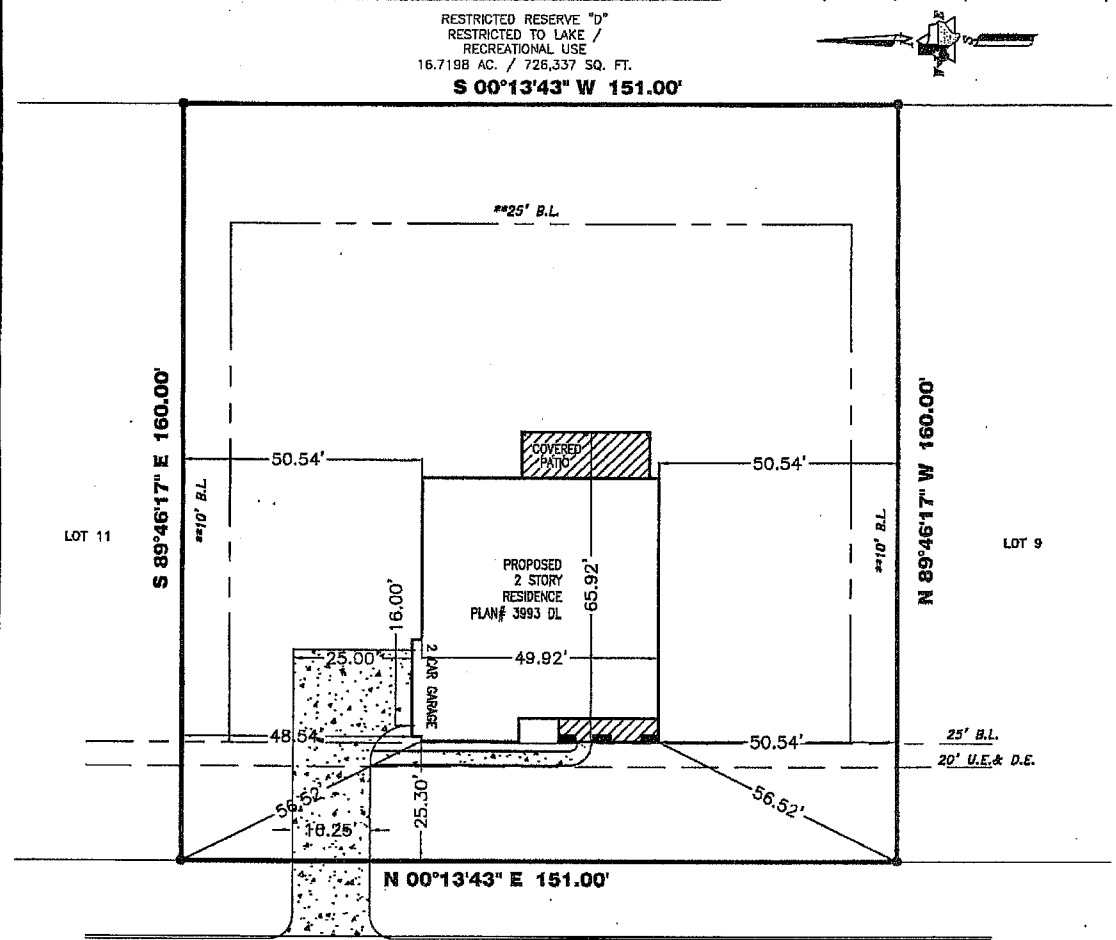 RESTRICTED RESERVE "D"
RESTRICTED TO LAKE /
RECREATIONAL USE
16.7198 AC. / 726,337 SQ. FT.
S 00°13'43" W 151.00'
**25' B.L.
S 89°46'17" E 160.00'
N 89°46'17" W 160.00'
50.54'
COVERED
PATIO
50.54'
**10' B.L.
**10' B.L.
LOT 11
LOT 9
PROPOSED
2 STORY
RESIDENCE
PLAN# 3993 DL
65.92'
16.00'
25.00'
2 CAR GARAGE
49.92'
48.54'
50.54'
25' B.L.
20' U.E.& D.E.
56.52'
25.30'
56.52'
N 00°13'43" E 151.00'